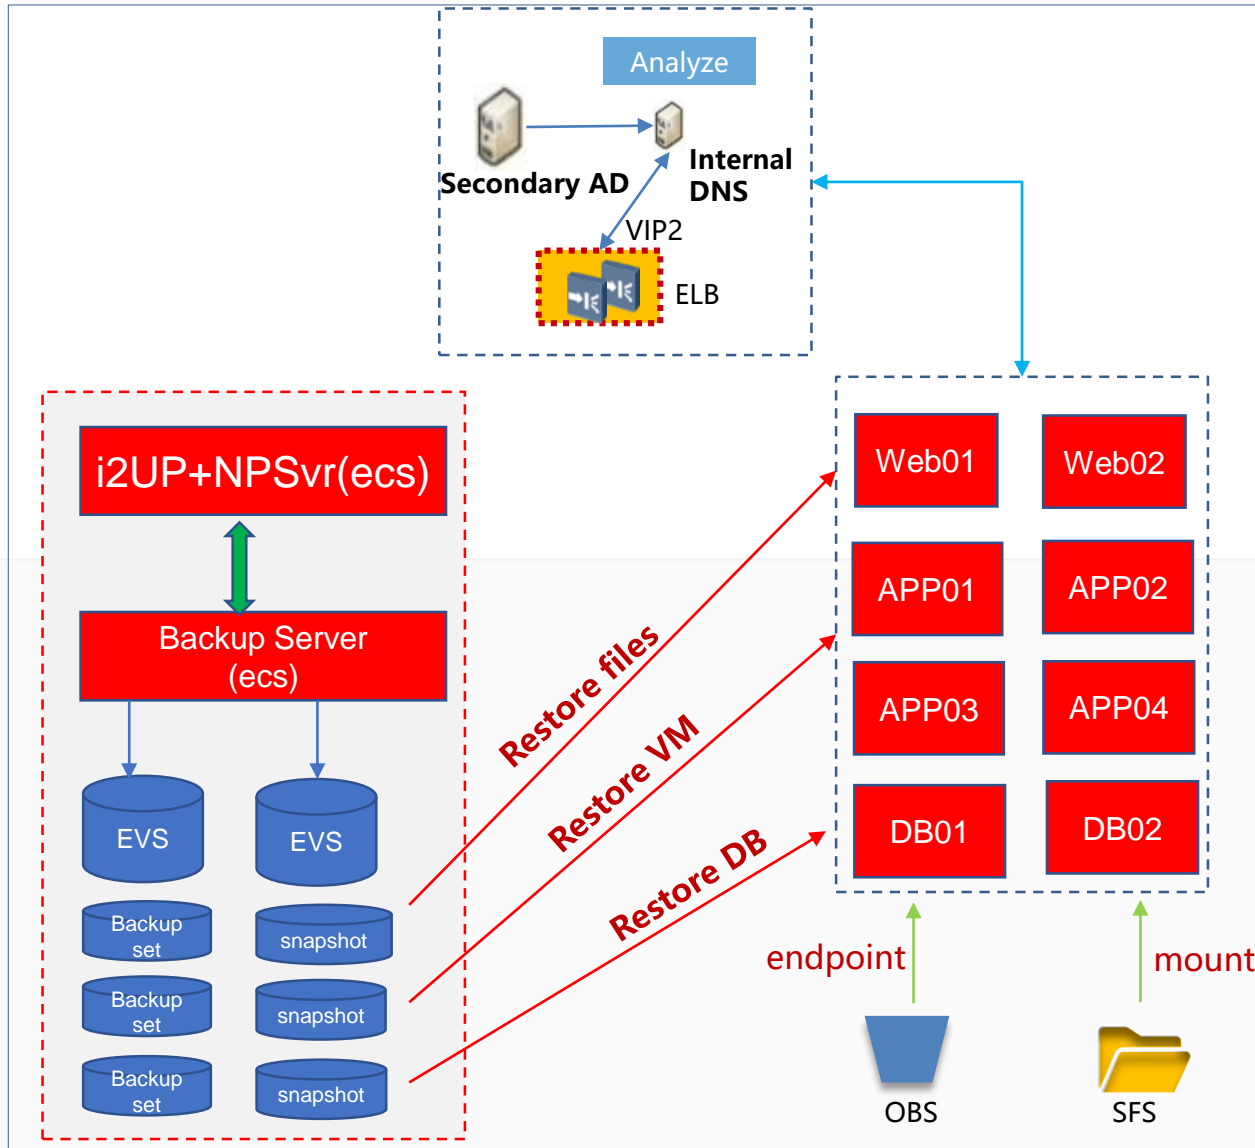 Analyze
Secondary AD
Internal
DNS
VIP2
ELB
i2UP+NPSvr(ecs)
Backup Server
(ecs)
EVS
EVS
Backup
set
snapshot
Backup
set
snapshot
Backup
set
snapshot
Restore files
Restore VM
Restore DB
Web01
Web02
APP01
APP02
APP03
APP04
DB01
DB02
endpoint
mount
OBS
SFS